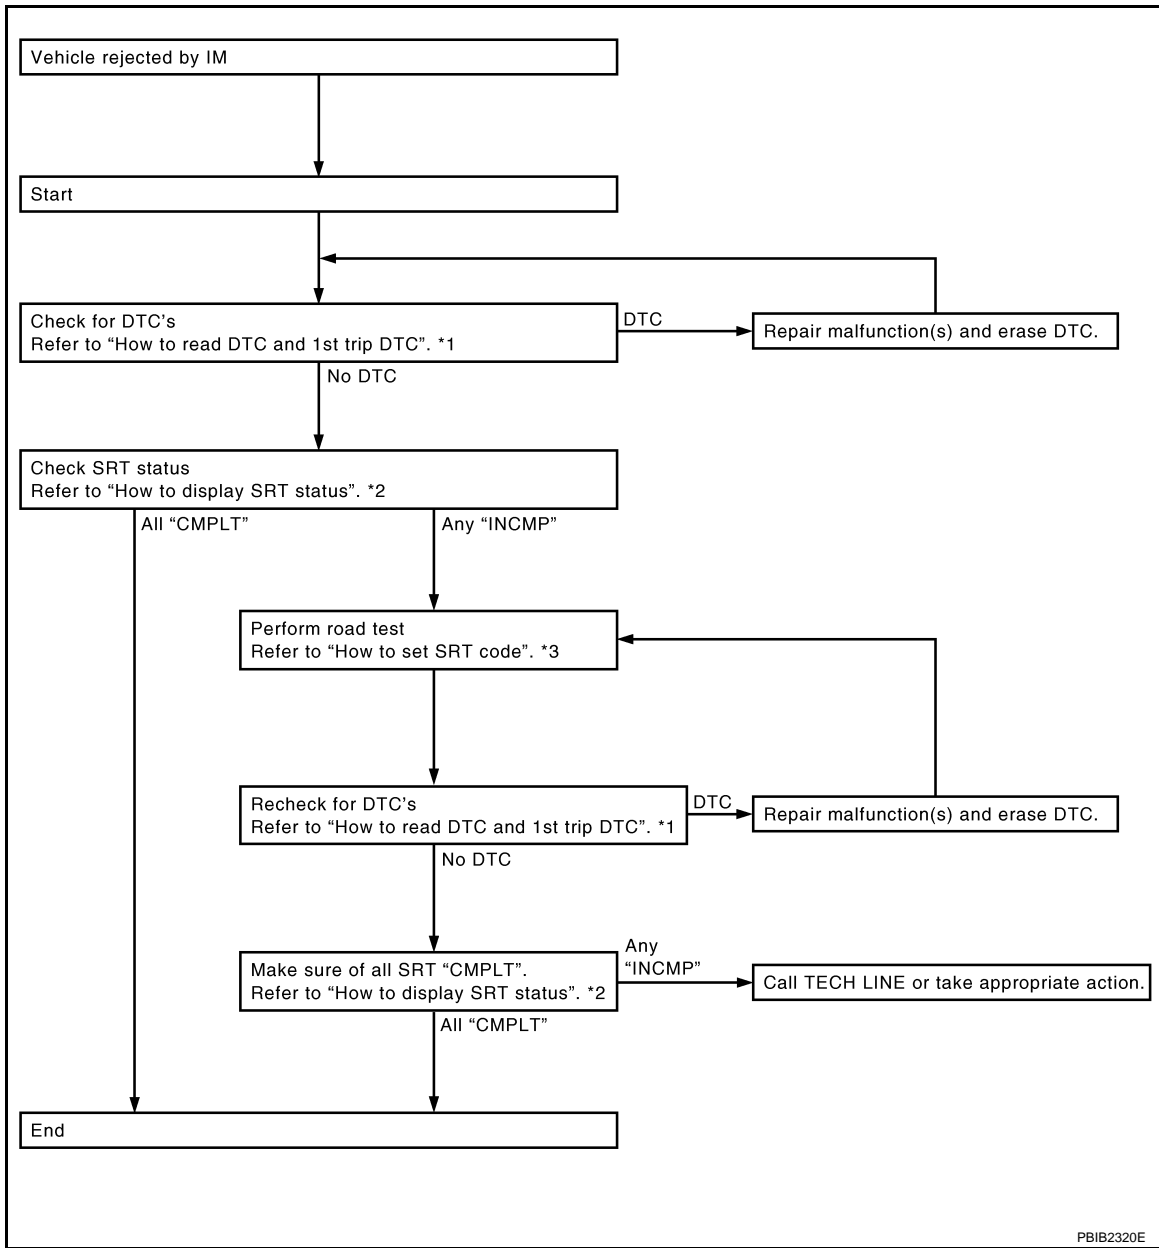 Vehicle rejected by IM
Start
Check for DTC's
Refer to “How to read DTC and 1st trip DTC”. *1
DTC
Repair malfunction(s) and erase DTC.
No DTC
Check SRT status
Refer to “How to display SRT status”. *2
All “CMPLT”
Any “INCMP”
Perform road test
Refer to “How to set SRT code”. *3
Recheck for DTC's
Refer to “How to read DTC and 1st trip DTC”. *1
DTC
Repair malfunction(s) and erase DTC.
No DTC
Make sure of all SRT “CMPLT”.
Refer to “How to display SRT status”. *2
Any
“INCMP”
Call TECH LINE or take appropriate action.
All “CMPLT”
End
PBIB2320E